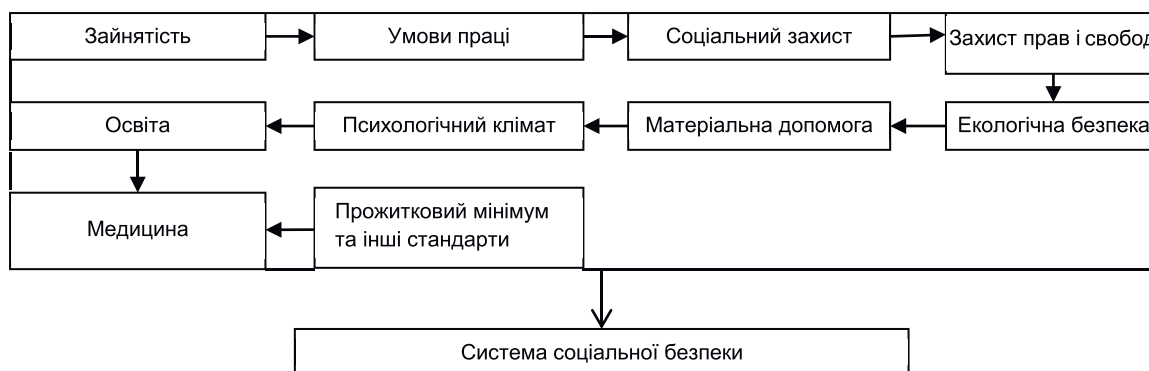 Зайнятість
Умови праці
Соціальний захист
Захист прав і свобод
Освіта
Психологічний клімат
Матеріальна допомога
Екологічна безпека
Медицина
Прожитковий мінімум
та інші стандарти
Система соціальної безпеки